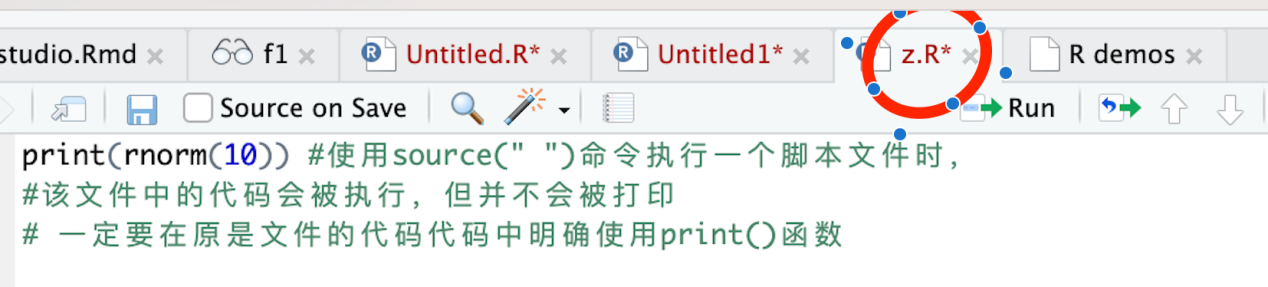 studio.Rmd f1 Untitled.R* Untitled1* z.R* R demos
Source on Save Run
print(rnorm(10)) #使用source(" ")命令执行一个脚本文件时，
#该文件中的代码会被执行，但并不会被打印
# 一定要在原是文件的代码代码中明确使用print()函数